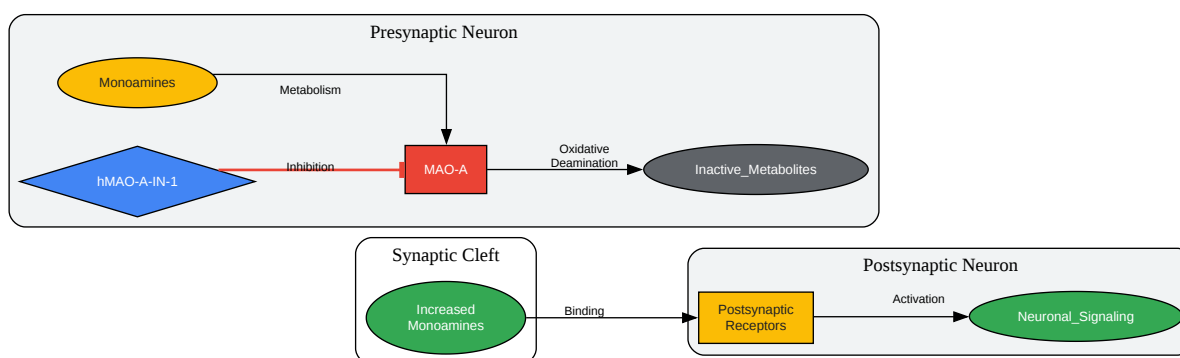 Presynaptic Neuron
Monoamines
Metabolism
hMAO-A-IN-1
Inhibition
MAO-A
Oxidative
Deamination
Inactive_Metabolites
Synaptic Cleft
Increased
Monoamines
Binding
Postsynaptic Neuron
Postsynaptic
Receptors
Activation
Neuronal_Signaling